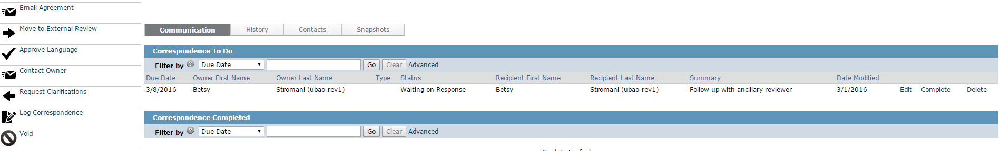 Email Agreement
Move to External Review
Approve Language
Contact Owner
Request Clarifications
Log Correspondence
Void
Communication History Contacts Snapshots
Correspondence To Do
Filter by ? Due Date Go Clear Advanced
Due Date Owner First Name Owner Last Name Type Status Recipient First Name Recipient Last Name Summary Date Modified
3/8/2016 Betsy Stromani (ubao-rev1) Waiting on Response Betsy Stromani (ubao-rev1) Follow up with ancillary reviewer 3/1/2016 Edit Complete Delete
Correspondence Completed
Filter by ? Due Date Go Clear Advanced